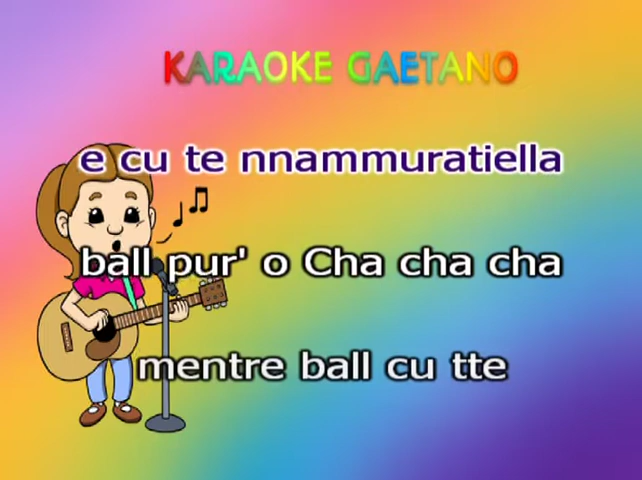 KARAOKE GAETANO
e cu te nnammuratiella
ball pur' o Cha cha cha
mentre ball cu tte